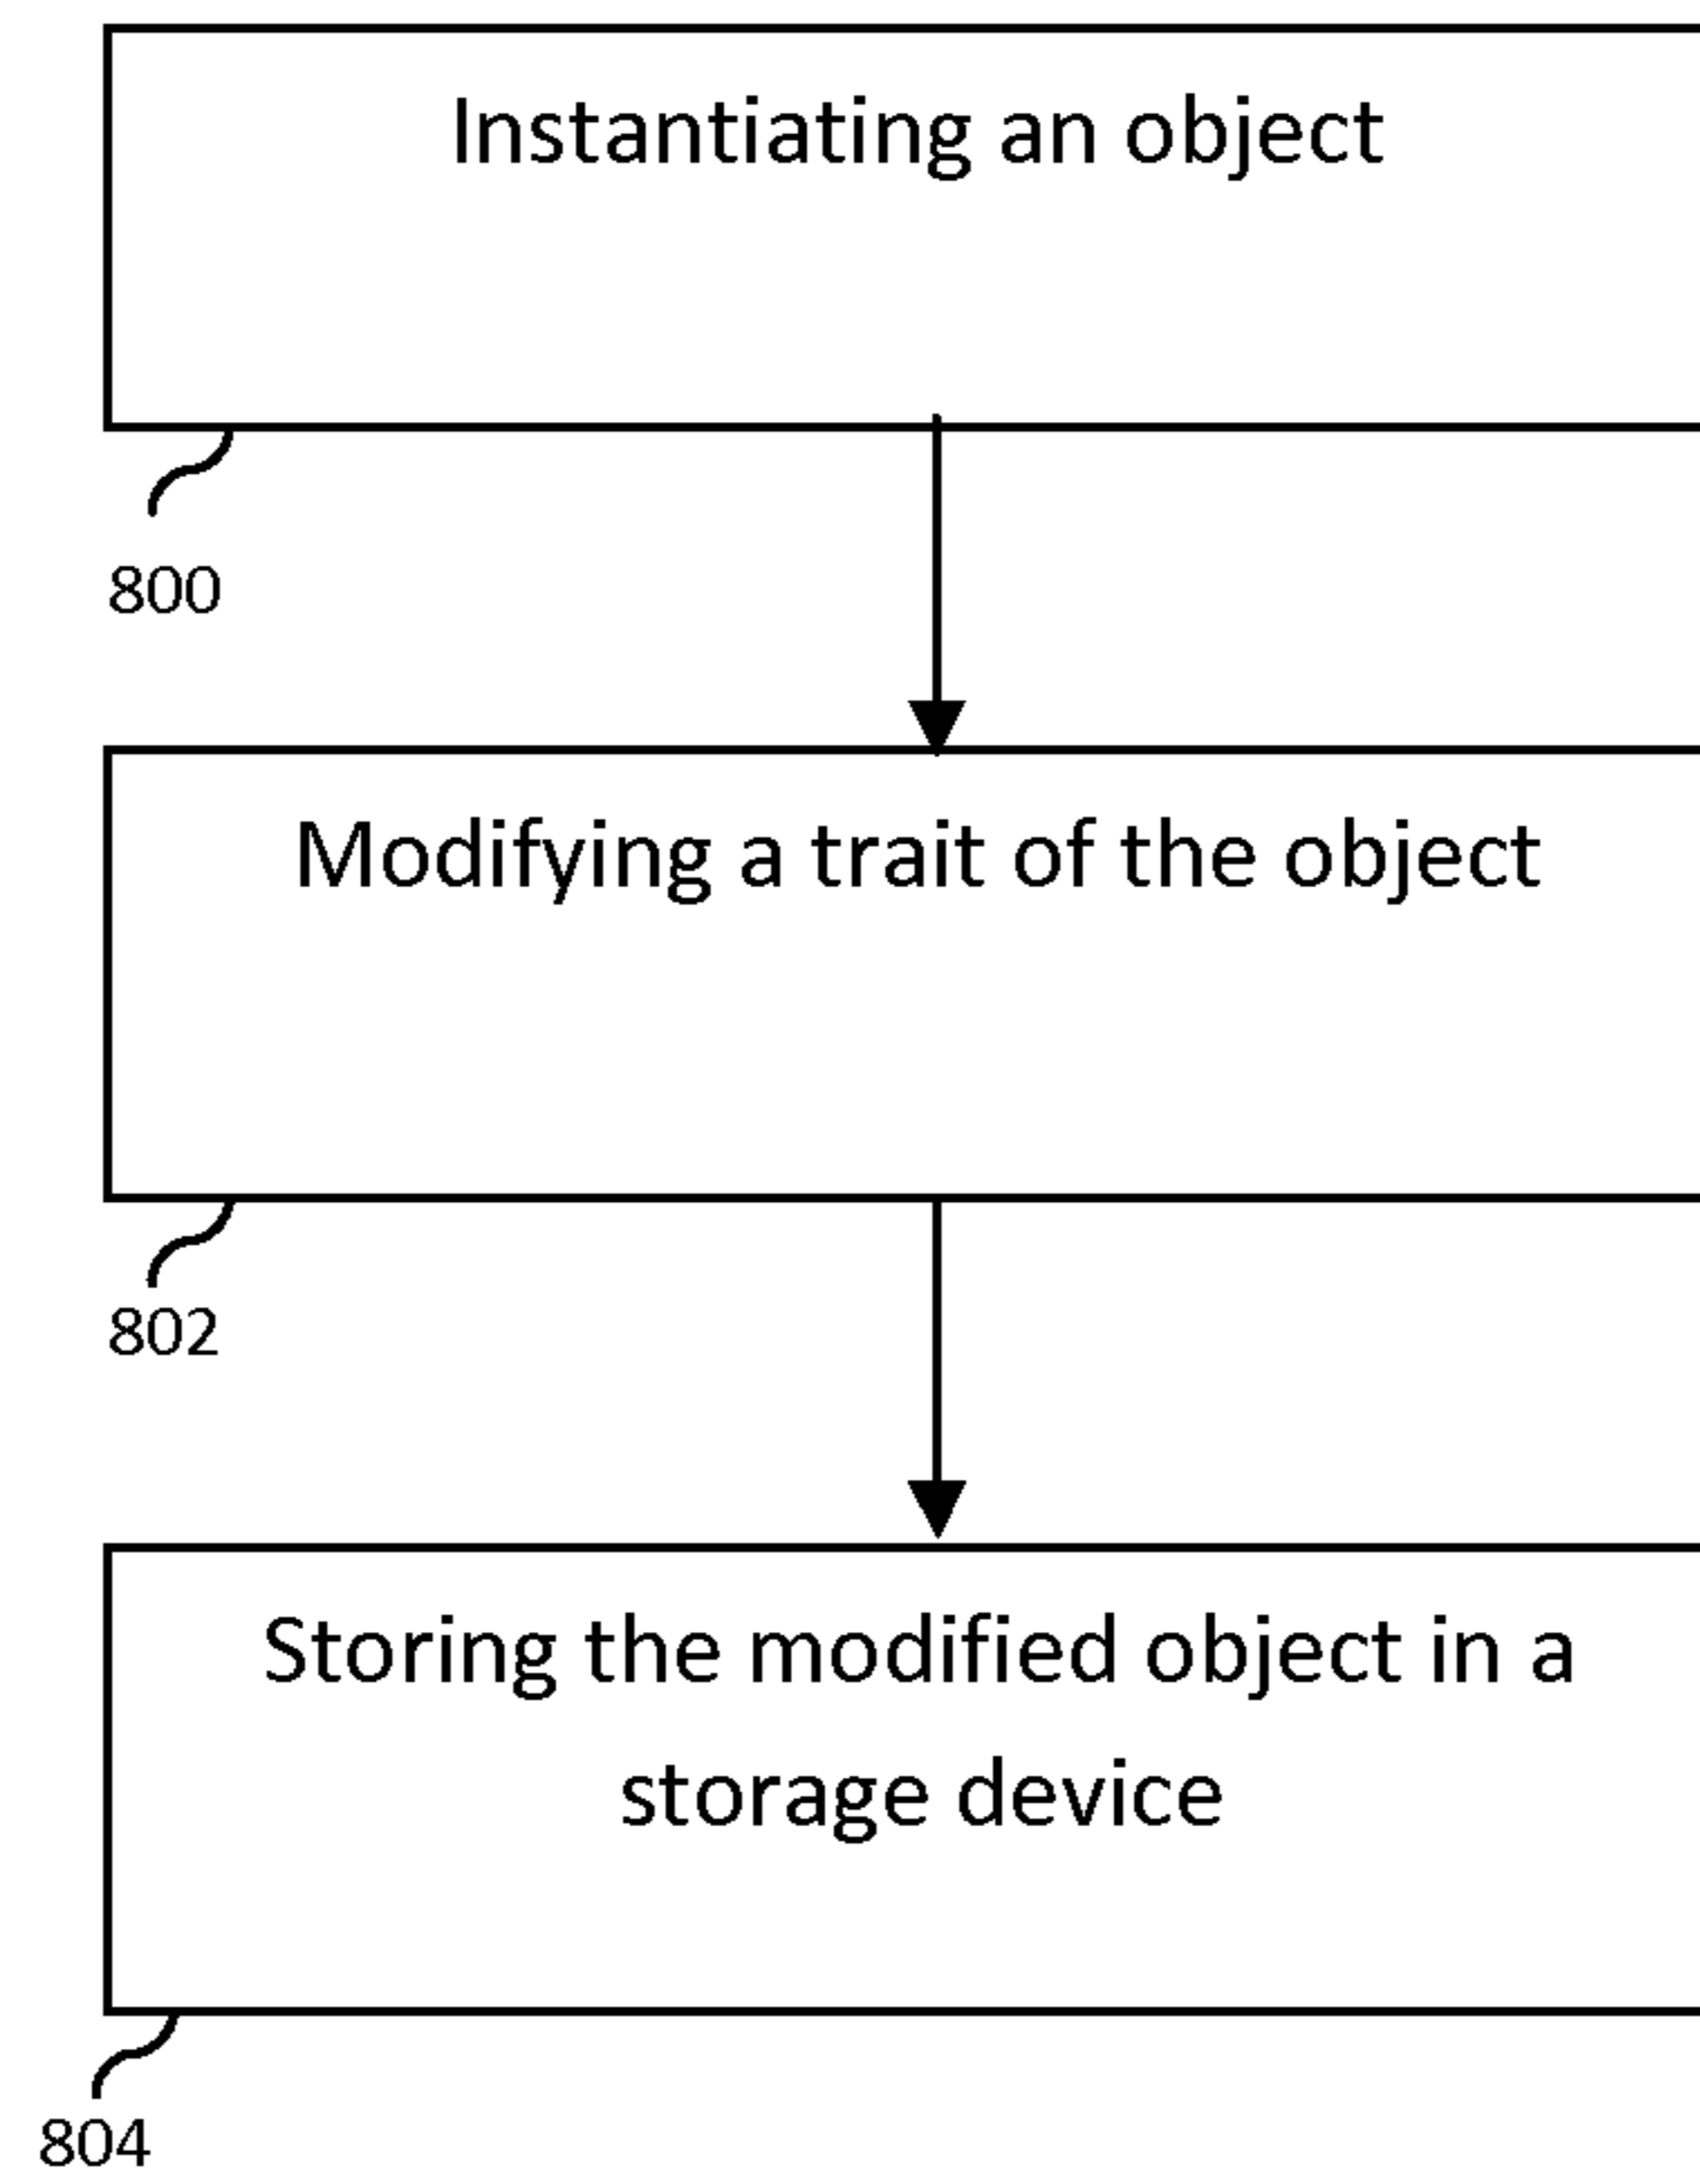 Instantiating an object
800
Modifying a trait of the object
802
Storing the modified object in a
storage device
804